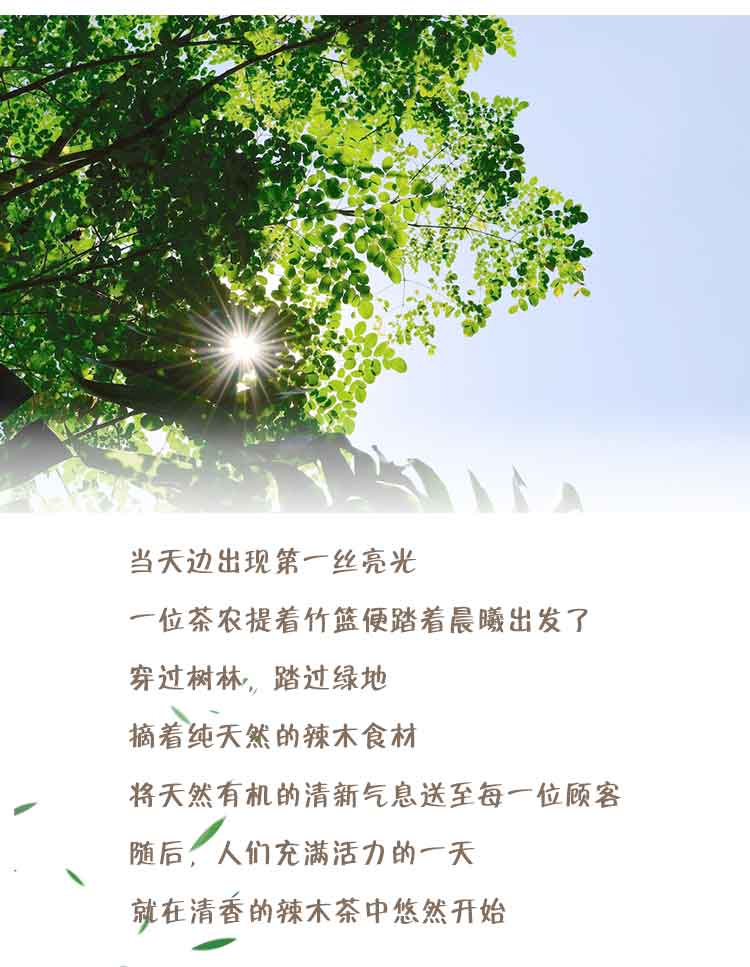 当天边出现第一丝亮光
一位茶农提着竹篮便踏着晨曦出发了
穿过树林，踏过绿地
摘着纯天然的辣木食材
将天然有机的清新气息送至每一位顾客
随后，人们充满活力的一天
就在清香的辣木茶中悠然开始